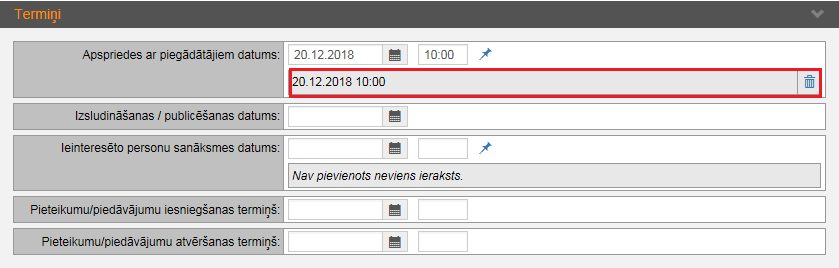 Termiņi
Apspriedes ar piegādātājiem datums: 20.12.2018 10:00
20.12.2018 10:00
Izsludināšanas / publicēšanas datums:
Ieinteresēto personu sanāksmes datums:
Nav pievienots neviens ieraksts.
Pieteikumu/piedāvājumu iesniegšanas termiņš:
Pieteikumu/piedāvājumu atvēršanas termiņš: